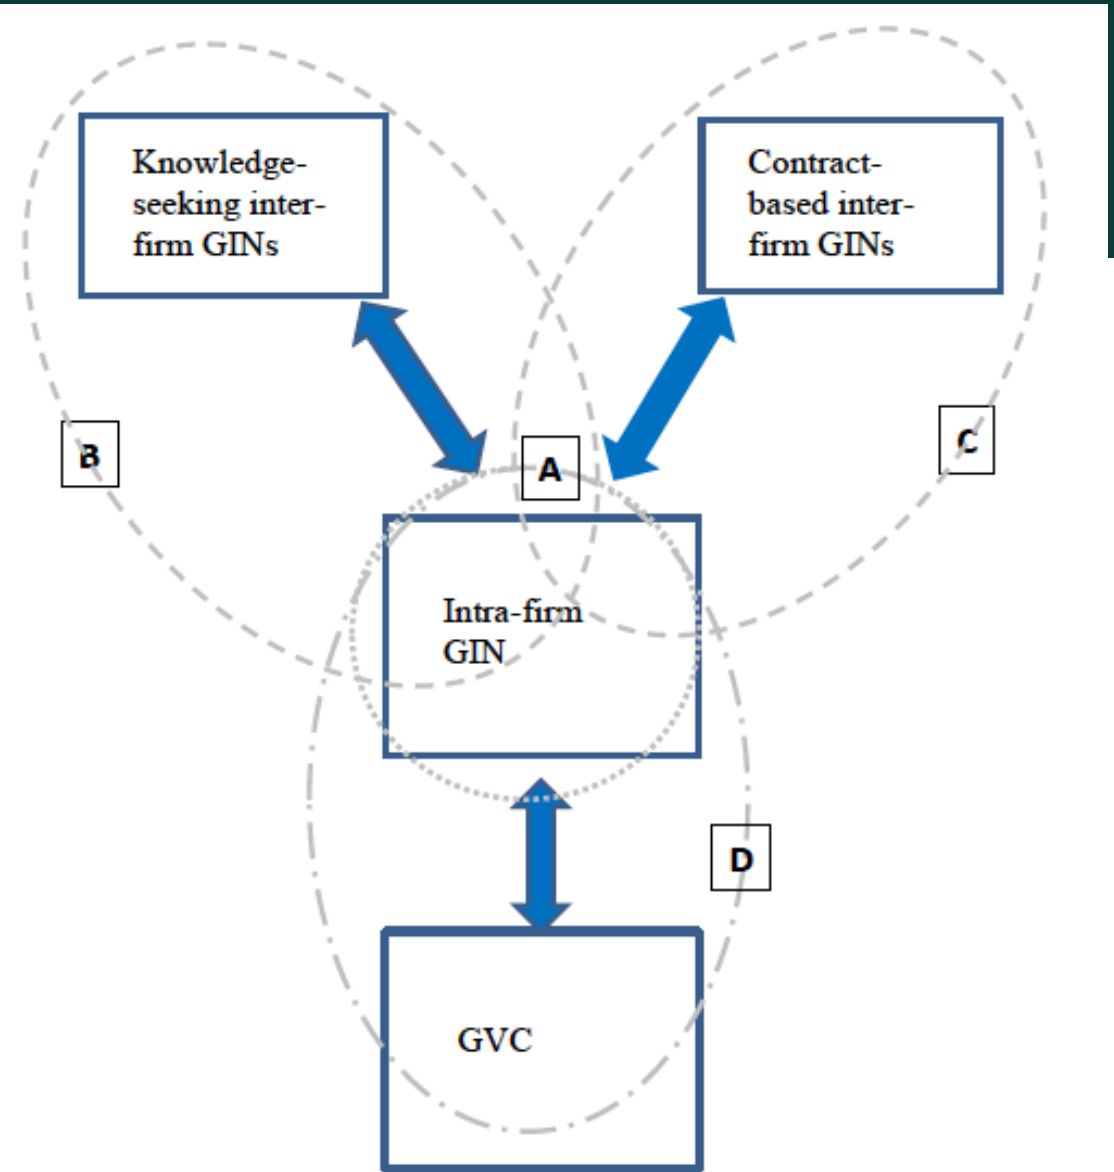 Knowledge-
seeking inter-
firm GINs
Contract-
based inter-
firm GINs
B
A
C
Intra-firm
GIN
D
GVC